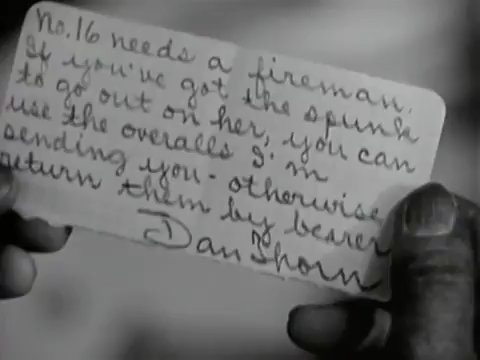 No. 16 needs a fireman.
If you've got the spunk
to go out on her, you can
use the overalls I'm
sending you - otherwise
return them by bearer
Dan Thorn